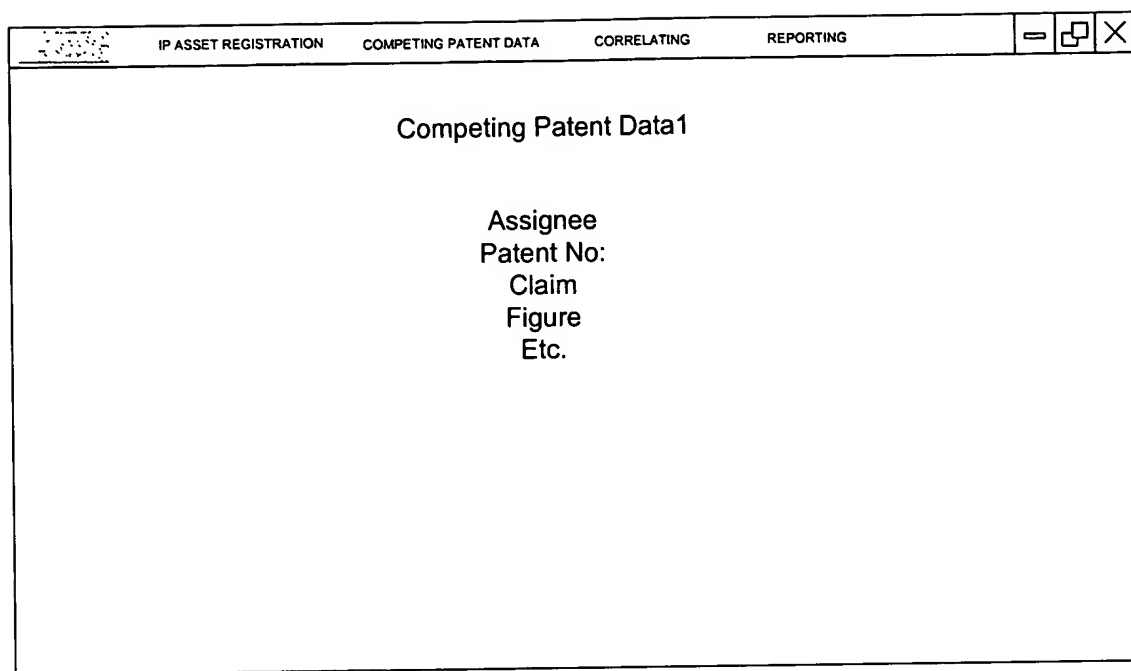 IP ASSET REGISTRATION COMPETING PATENT DATA CORRELATING REPORTING
Competing Patent Data1
Assignee
Patent No:
Claim
Figure
Etc.